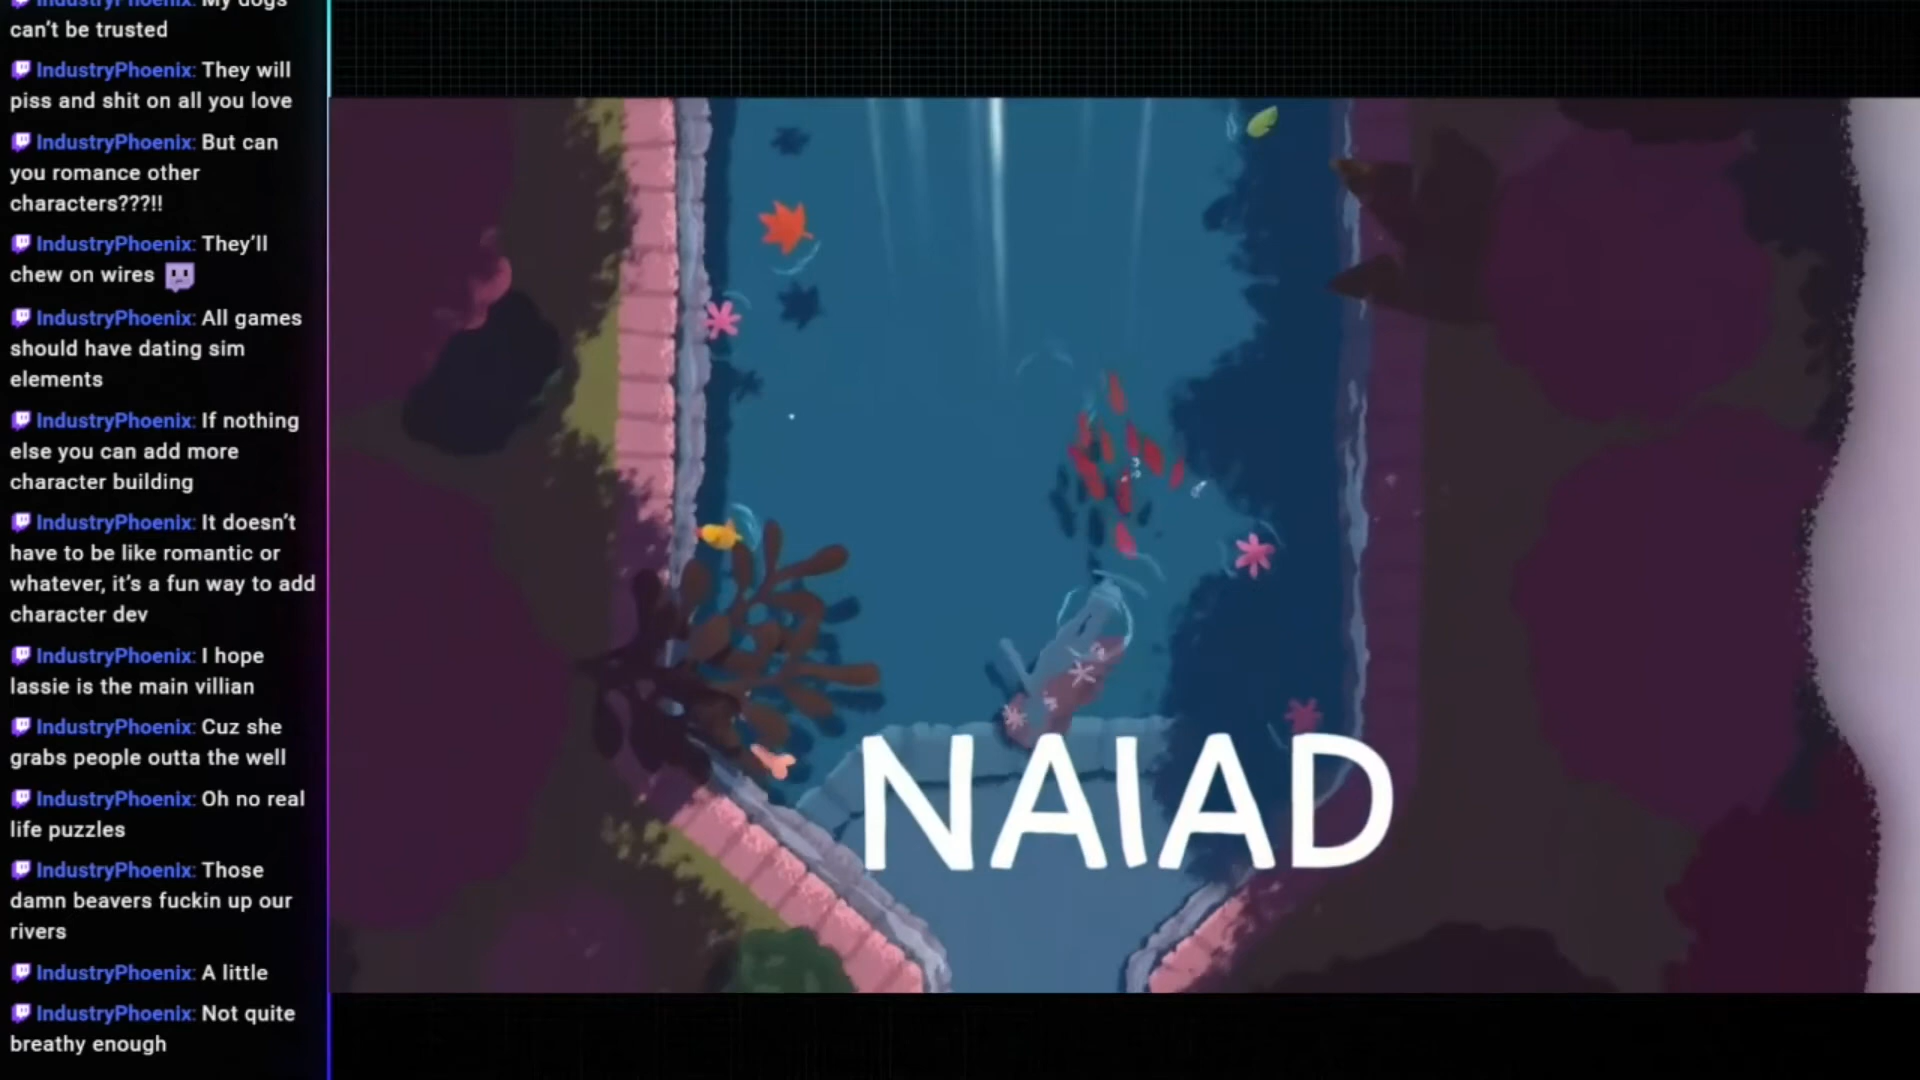 IndustryPhoenix: My dogs
can't be trusted
IndustryPhoenix: They will
piss and shit on all you love
IndustryPhoenix: But can
you romance other
characters???!!
IndustryPhoenix: They'll
chew on wires
IndustryPhoenix: All games
should have dating sim
elements
IndustryPhoenix: If nothing
else you can add more
character building
IndustryPhoenix: It doesn't
have to be like romantic or
whatever, it's a fun way to add
character dev
IndustryPhoenix: I hope
lassie is the main villian
IndustryPhoenix: Cuz she
grabs people outta the well
IndustryPhoenix: Oh no real
life puzzles
IndustryPhoenix: Those
damn beavers fuckin up our
rivers
IndustryPhoenix: A little
IndustryPhoenix: Not quite
breathy enough
NAIAD